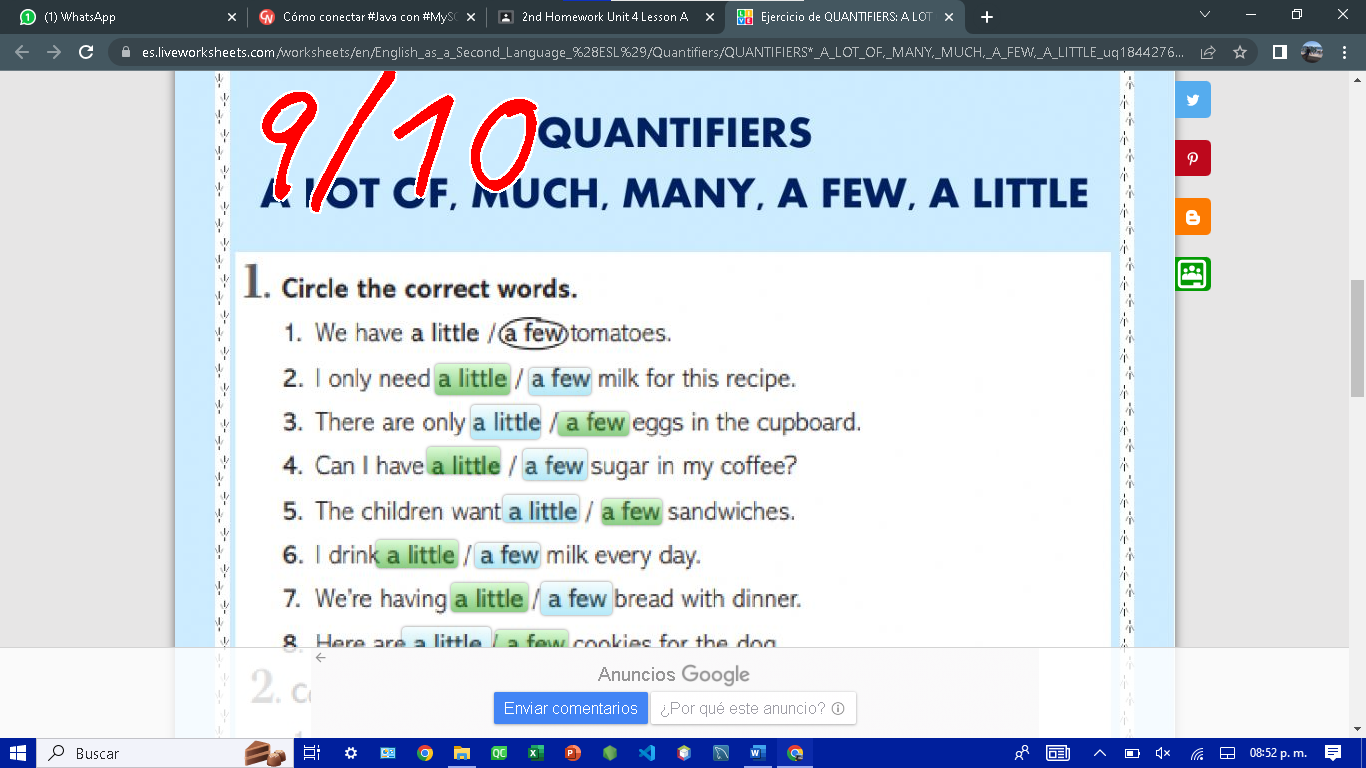 (1) WhatsApp
Cómo conectar #Java con #MySQ
2nd Homework Unit 4 Lesson A
Ejercicio de QUANTIFIERS: A LOT
es.liveworksheets.com/worksheets/en/English_as_a_Second_Language_%28ESL%29/Quantifiers/QUANTIFIERS*_A_LOT_OF,_MANY,_MUCH,_A_FEW,_A_LITTLE_uq1844276...
9/10
QUANTIFIERS
A LOT OF, MUCH, MANY, A FEW, A LITTLE
1. Circle the correct words.
1. We have a little / a few tomatoes.
2. I only need a little / a few milk for this recipe.
3. There are only a little / a few eggs in the cupboard.
4. Can I have a little / a few sugar in my coffee?
5. The children want a little / a few sandwiches.
6. I drink a little / a few milk every day.
7. We're having a little / a few bread with dinner.
8. Here are a little / a few cookies for the dog
2.
Anuncios Google
Enviar comentarios
¿Por qué este anuncio?
Buscar
08:52 p. m.